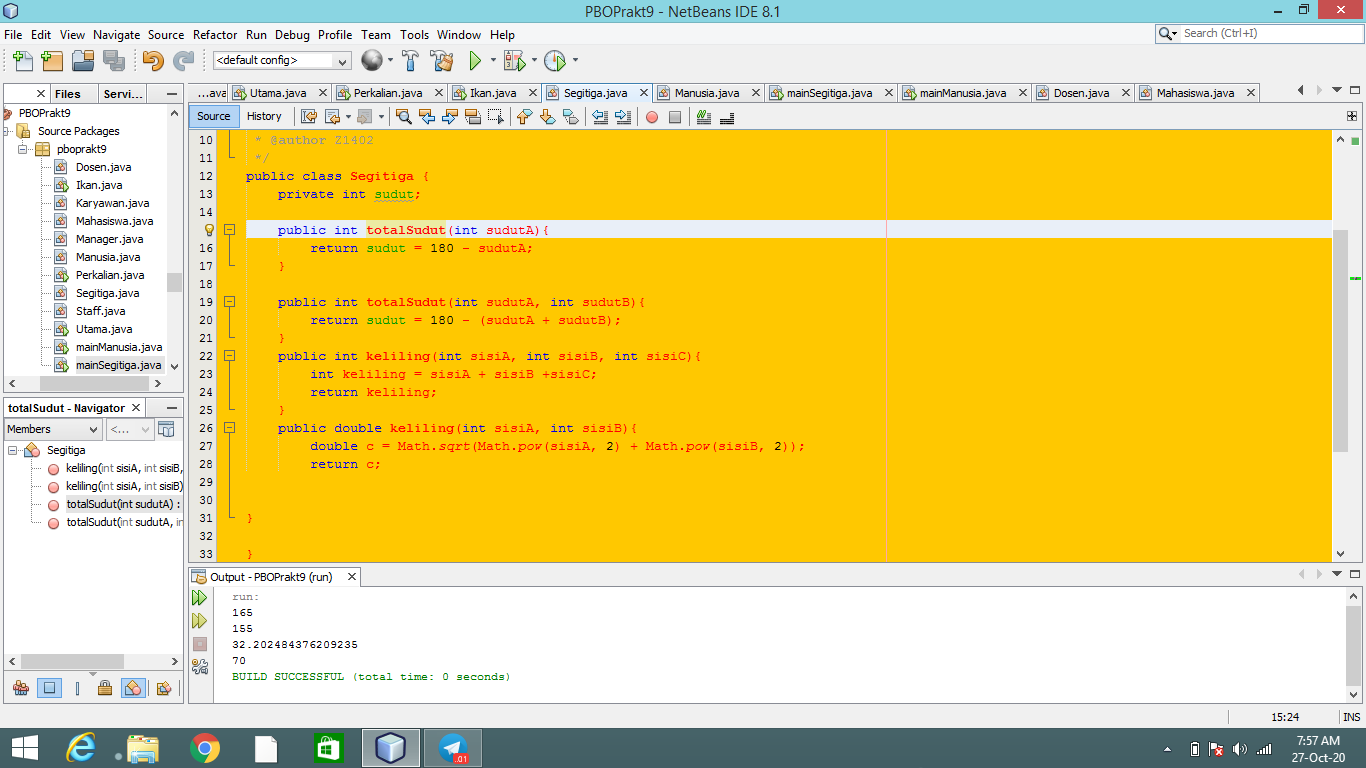 PBOPrakt9 - NetBeans IDE 8.1
File Edit View Navigate Source Refactor Run Debug Profile Team Tools Window Help
Search (Ctrl+I)
<default config>
Files
Servi...
PBOPrakt9
Source Packages
pboprakt9
Dosen.java
Ikan.java
Karyawan.java
Mahasiswa.java
Manager.java
Manusia.java
Perkalian.java
Segitiga.java
Staff.java
Utama.java
mainManusia.java
mainSegitiga.java
totalSudut - Navigator
Members
<...
Segitiga
keliling(int sisiA, int sisiB,
keliling(int sisiA, int sisiB)
totalSudut(int sudutA) :
totalSudut(int sudutA, in
...ava Utama.java Perkalian.java Ikan.java Segitiga.java Manusia.java mainSegitiga.java mainManusia.java Dosen.java Mahasiswa.java
Source History
10 * @author Z1402
11 */
12 public class Segitiga {
13 private int sudut;
14
public int totalSudut(int sudutA){
16 return sudut = 180 - sudutA;
17 }
18
19 public int totalSudut(int sudutA, int sudutB){
20 return sudut = 180 - (sudutA + sudutB);
21 }
22 public int keliling(int sisiA, int sisiB, int sisiC){
23 int keliling = sisiA + sisiB +sisiC;
24 return keliling;
25 }
26 public double keliling(int sisiA, int sisiB){
27 double c = Math.sqrt(Math.pow(sisiA, 2) + Math.pow(sisiB, 2));
28 return c;
29
30
31 }
32
33 }
Output - PBOPrakt9 (run)
run:
165
155
32.202484376209235
70
BUILD SUCCESSFUL (total time: 0 seconds)
15:24 INS
.01
7:57 AM
27-Oct-20